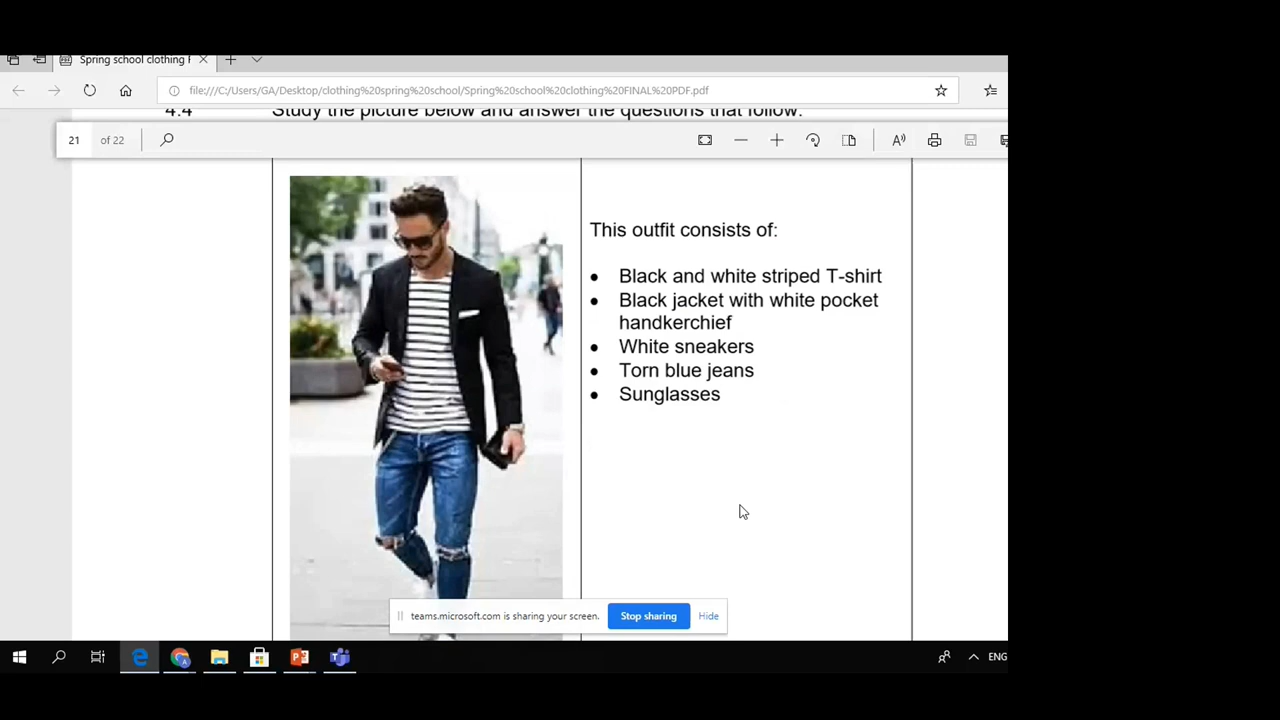 Spring school clothing F
file:///C:/Users/GA/Desktop/clothing%20spring%20school/Spring%20school%20clothing%20FINAL%20PDF.pdf
4.4 Study the picture below and answer the questions that follow.
21 of 22
This outfit consists of:
• Black and white striped T-shirt
• Black jacket with white pocket
handkerchief
• White sneakers
• Torn blue jeans
• Sunglasses
teams.microsoft.com is sharing your screen. Stop sharing Hide
ENG